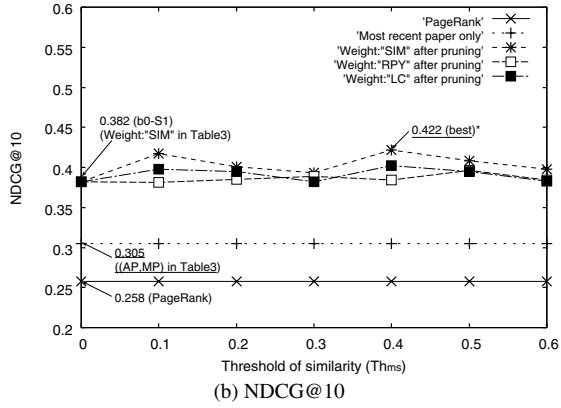 0.6
0.55
0.5
0.45
0.4
0.35
0.3
0.25
0.2
NDCG@10
'PageRank'
'Most recent paper only'
'Weight:"SIM" after pruning'
'Weight:"RPY" after pruning'
'Weight:"LC" after pruning'
0.382 (b0-S1)
(Weight:"SIM" in Table3)
0.422 (best)*
0.305
((AP,MP) in Table3)
0.258 (PageRank)
0 0.1 0.2 0.3 0.4 0.5 0.6
Threshold of similarity (Thms)
(b) NDCG@10